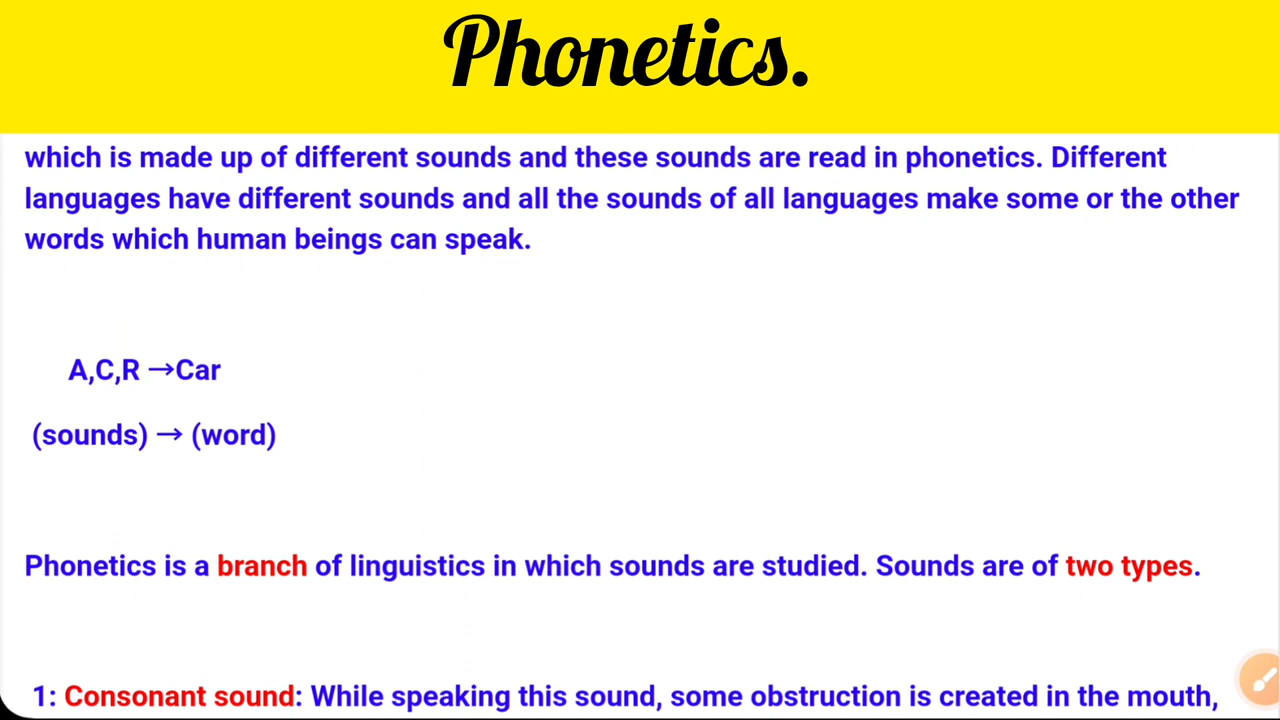 Phonetics.
which is made up of different sounds and these sounds are read in phonetics. Different
languages have different sounds and all the sounds of all languages make some or the other
words which human beings can speak.
A,C,R →Car
(sounds) → (word)
Phonetics is a branch of linguistics in which sounds are studied. Sounds are of two types.
1: Consonant sound: While speaking this sound, some obstruction is created in the mouth,